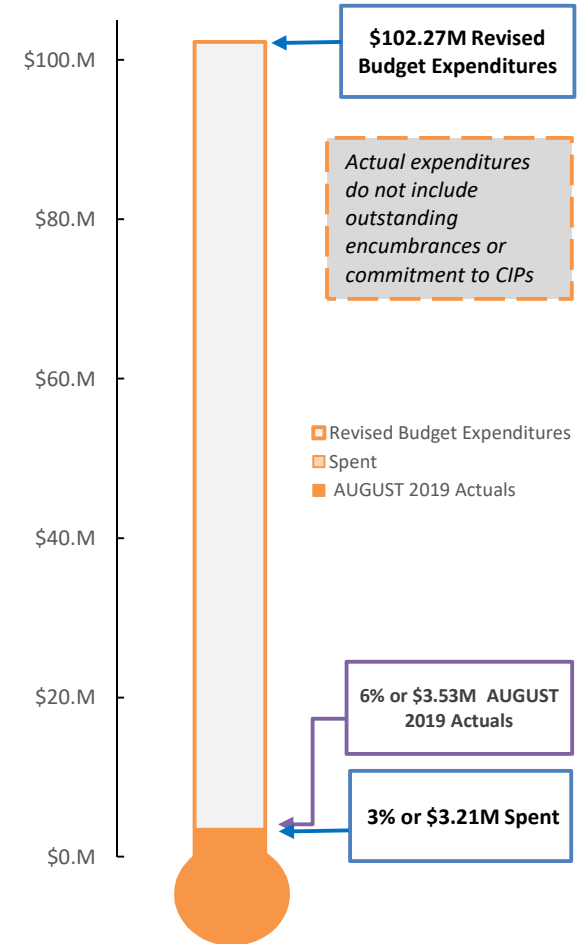 $102.27M Revised
Budget Expenditures
$100.M
Actual expenditures
do not include
outstanding
encumbrances or
commitment to CIPs
$80.M
$60.M
Revised Budget Expenditures
Spent
AUGUST 2019 Actuals
$40.M
$20.M
6% or $3.53M AUGUST
2019 Actuals
3% or $3.21M Spent
$0.M